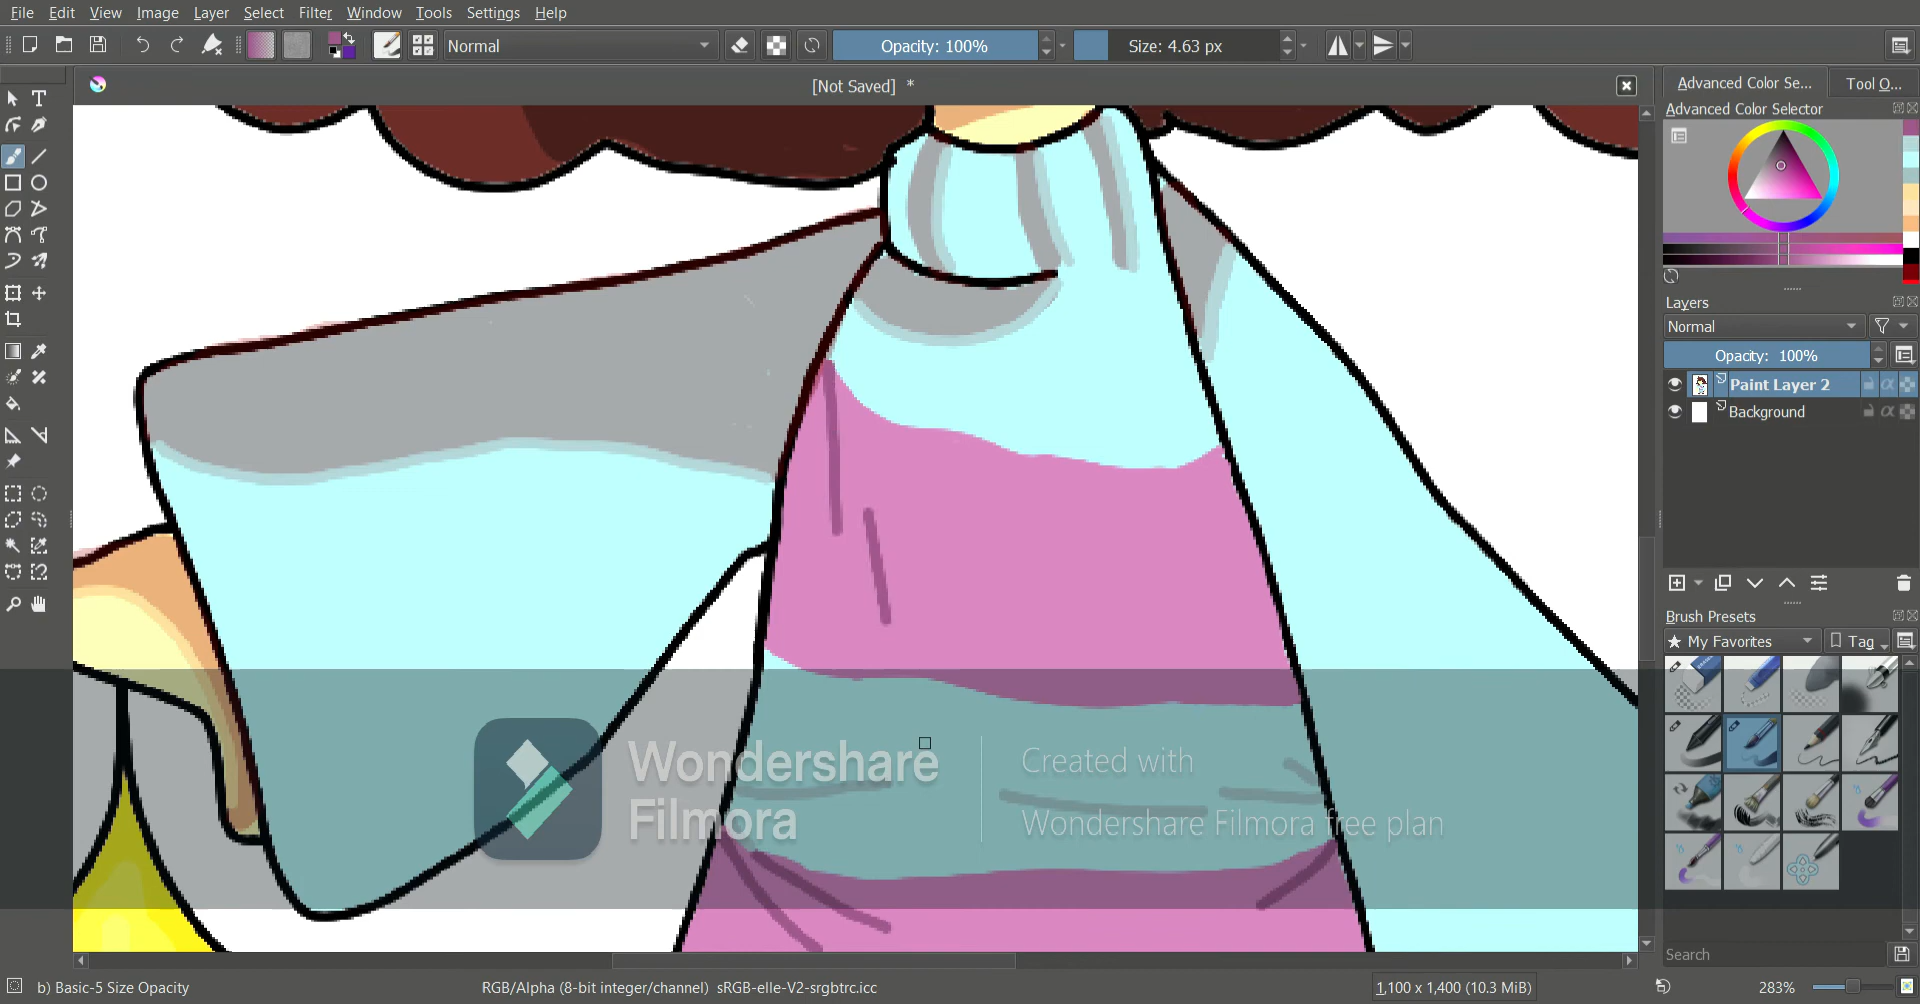 File Edit View Image Layer Select Filter Window Tools Settings Help
Normal Opacity: 100% Size: 4.63 px
[Not Saved] *
Advanced Color Se... Tool O...
Advanced Color Selector
Layers
Normal
Opacity: 100%
Paint Layer 2
Background
Brush Presets
My Favorites Tag
Wondershare
Filmora
Created with
Wondershare Filmora free plan
Search
b) Basic-5 Size Opacity RGB/Alpha (8-bit integer/channel) sRGB-elle-V2-srgbtrc.icc 1,100 x 1,400 (10.3 MiB) 283%